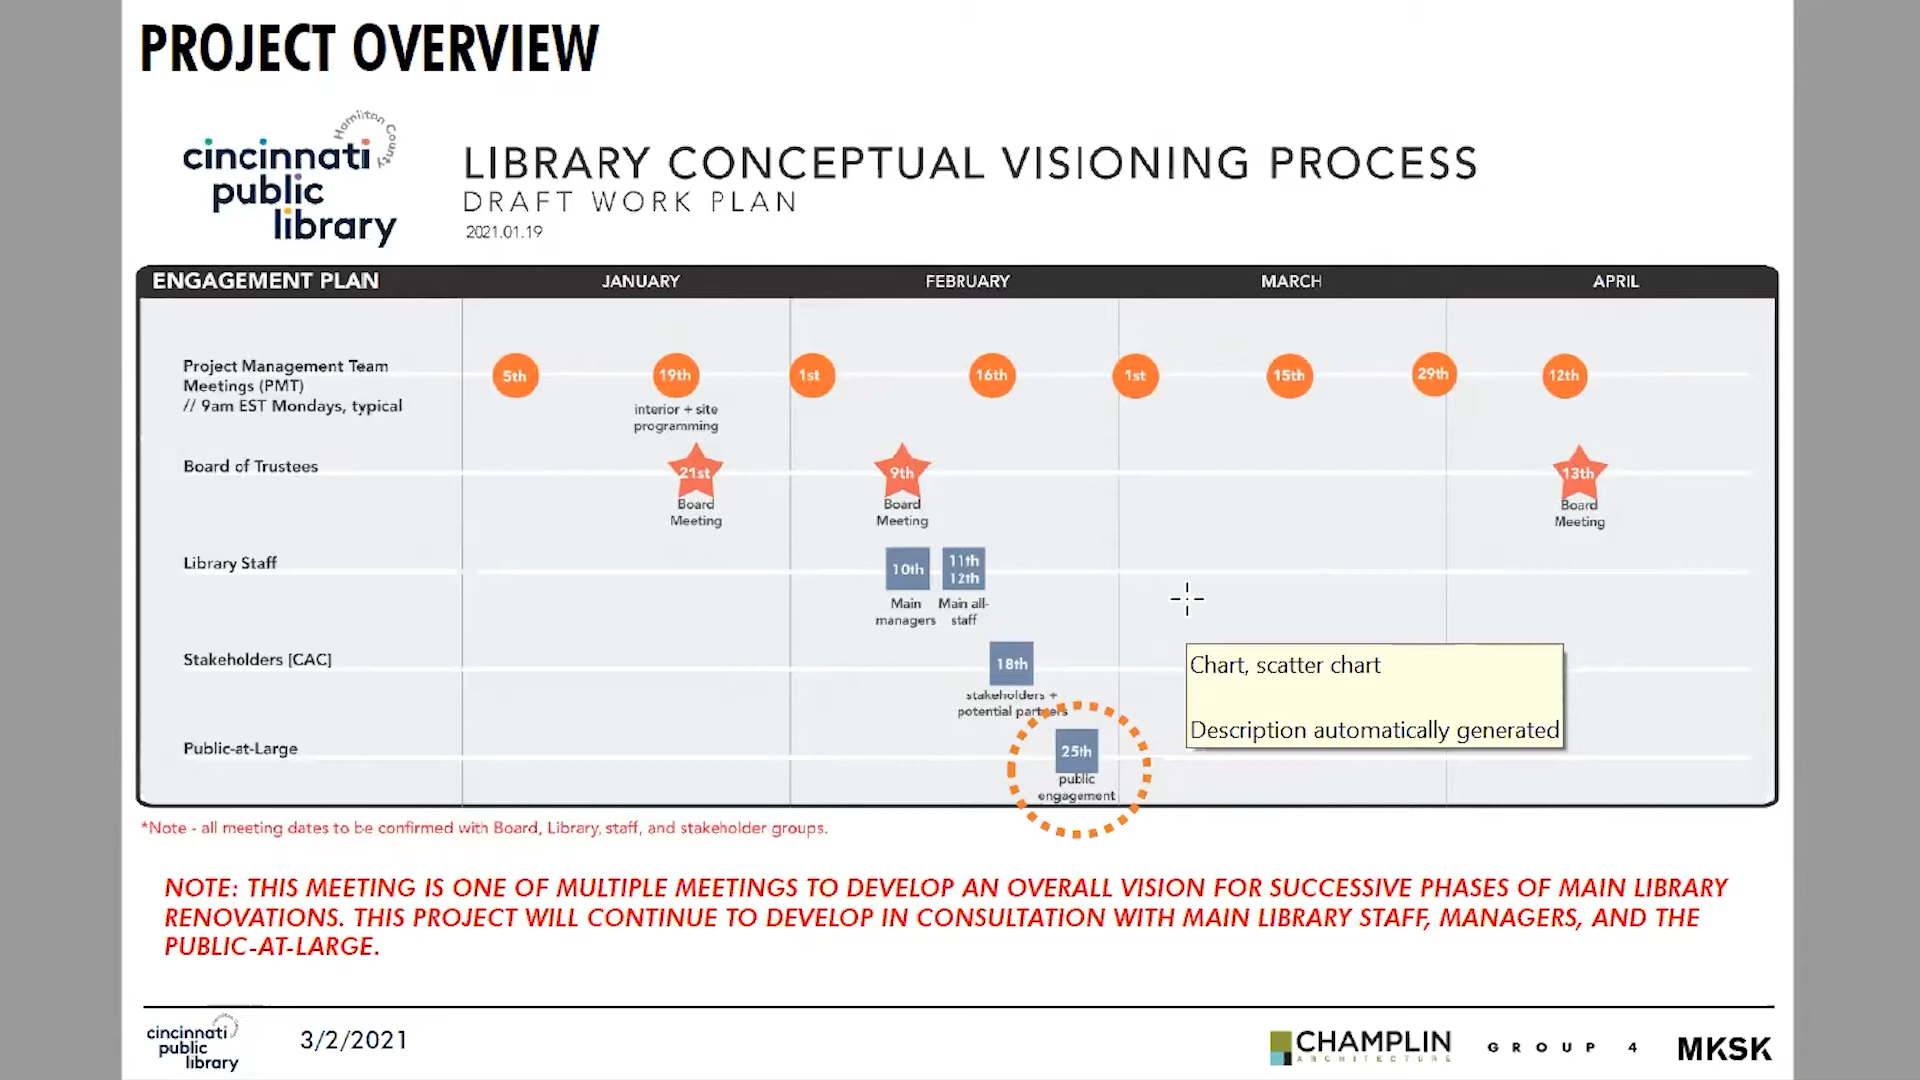 PROJECT OVERVIEW
Hamilton County
cincinnati
public
library
LIBRARY CONCEPTUAL VISIONING PROCESS
DRAFT WORK PLAN
2021.01.19
ENGAGEMENT PLAN JANUARY FEBRUARY MARCH APRIL
Project Management Team
Meetings (PMT)
// 9am EST Mondays, typical
5th 19th 1st 16th 1st 15th 29th 12th
interior + site
programming
Board of Trustees
21st 9th 13th
Board Board Board
Meeting Meeting Meeting
Library Staff
10th 11th
12th
Main Main all-
managers staff
Stakeholders [CAC]
18th
stakeholders +
potential partners
Chart, scatter chart
Description automatically generated
Public-at-Large
25th
public
engagement
*Note - all meeting dates to be confirmed with Board, Library, staff, and stakeholder groups.
NOTE: THIS MEETING IS ONE OF MULTIPLE MEETINGS TO DEVELOP AN OVERALL VISION FOR SUCCESSIVE PHASES OF MAIN LIBRARY
RENOVATIONS. THIS PROJECT WILL CONTINUE TO DEVELOP IN CONSULTATION WITH MAIN LIBRARY STAFF, MANAGERS, AND THE
PUBLIC-AT-LARGE.
cincinnati
public
library
3/2/2021
CHAMPLIN
ARCHITECTURE
GROUP 4
MKSK